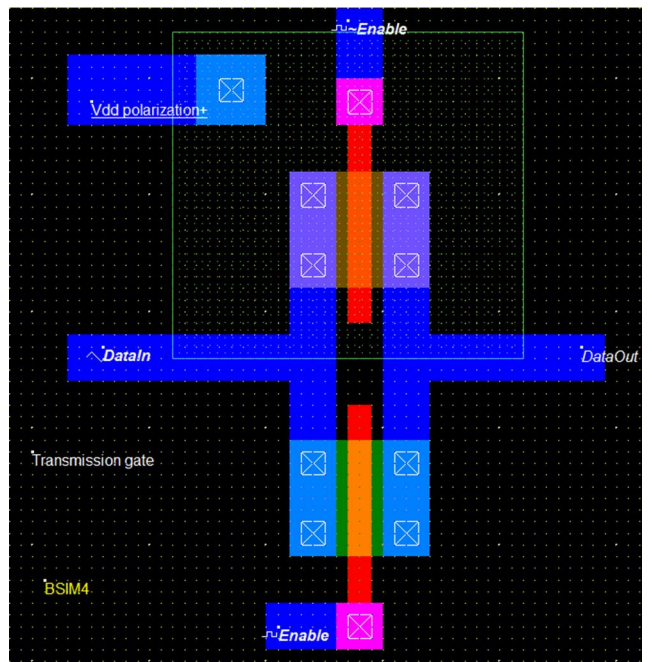 ~Enable
Vdd polarization+
DataIn
DataOut
Transmission gate
BSIM4
Enable